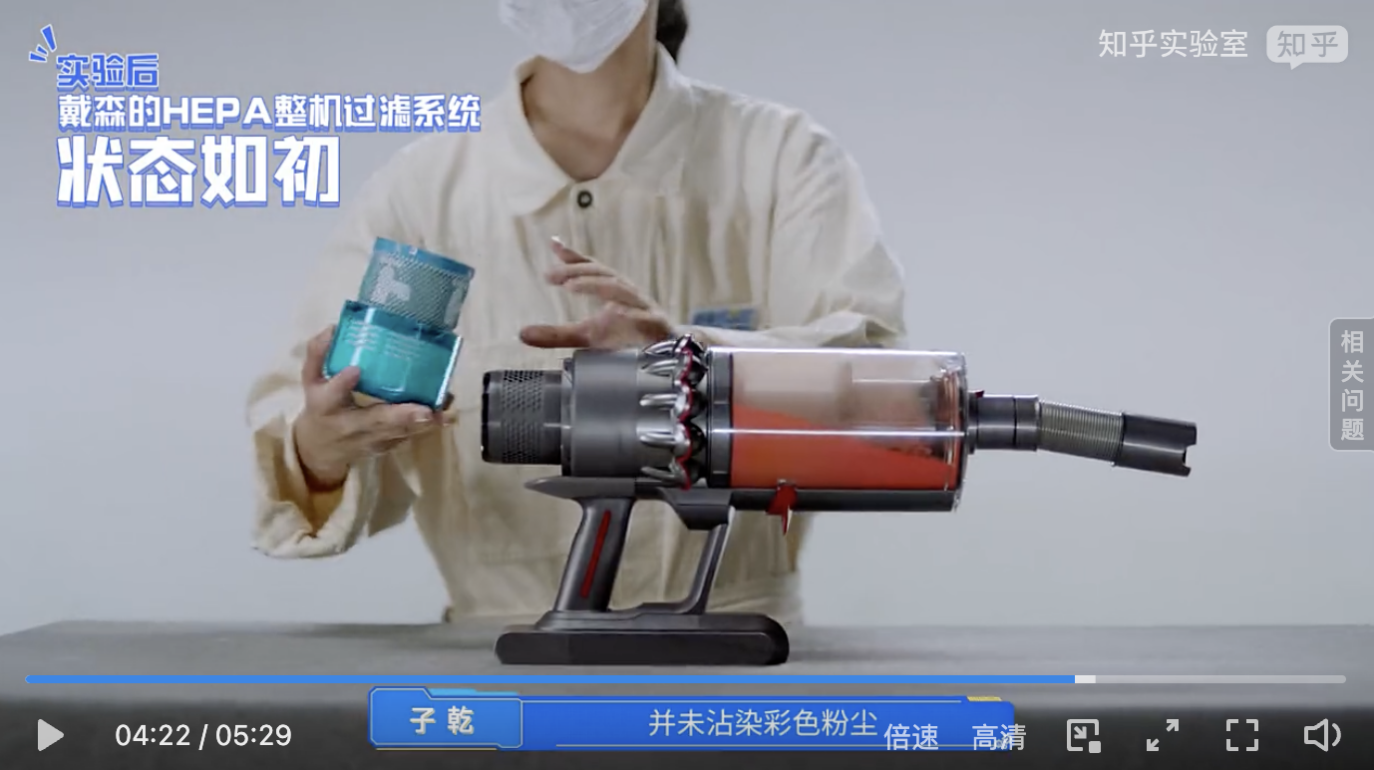 实验后
戴森的HEPA整机过滤系统
状态如初
知乎实验室 知乎
相关问题
子乾
并未沾染彩色粉尘
倍速 高清
04:22 / 05:29